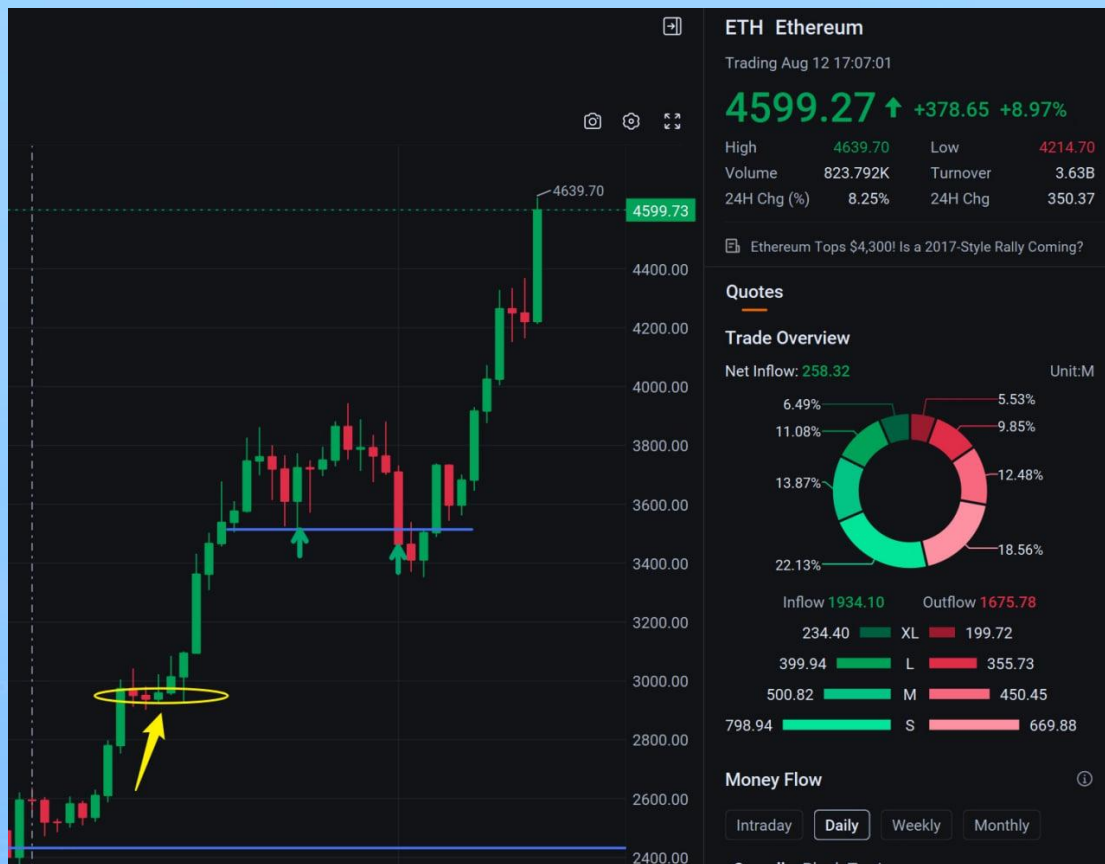 ETH Ethereum
Trading Aug 12 17:07:01
4599.27 +378.65 +8.97%
High 4639.70 Low 4214.70
Volume 823.792K Turnover 3.63B
24H Chg (%) 8.25% 24H Chg 350.37
Ethereum Tops $4,300! Is a 2017-Style Rally Coming?
Quotes
Trade Overview
Net Inflow: 258.32 Unit:M
6.49% 5.53%
11.08% 9.85%
13.87% 12.48%
22.13% 18.56%
Inflow 1934.10 Outflow 1675.78
234.40 XL 199.72
399.94 L 355.73
500.82 M 450.45
798.94 S 669.88
Money Flow
Intraday Daily Weekly Monthly
4639.70
4599.73
4400.00
4200.00
4000.00
3800.00
3600.00
3400.00
3200.00
3000.00
2800.00
2600.00
2400.00